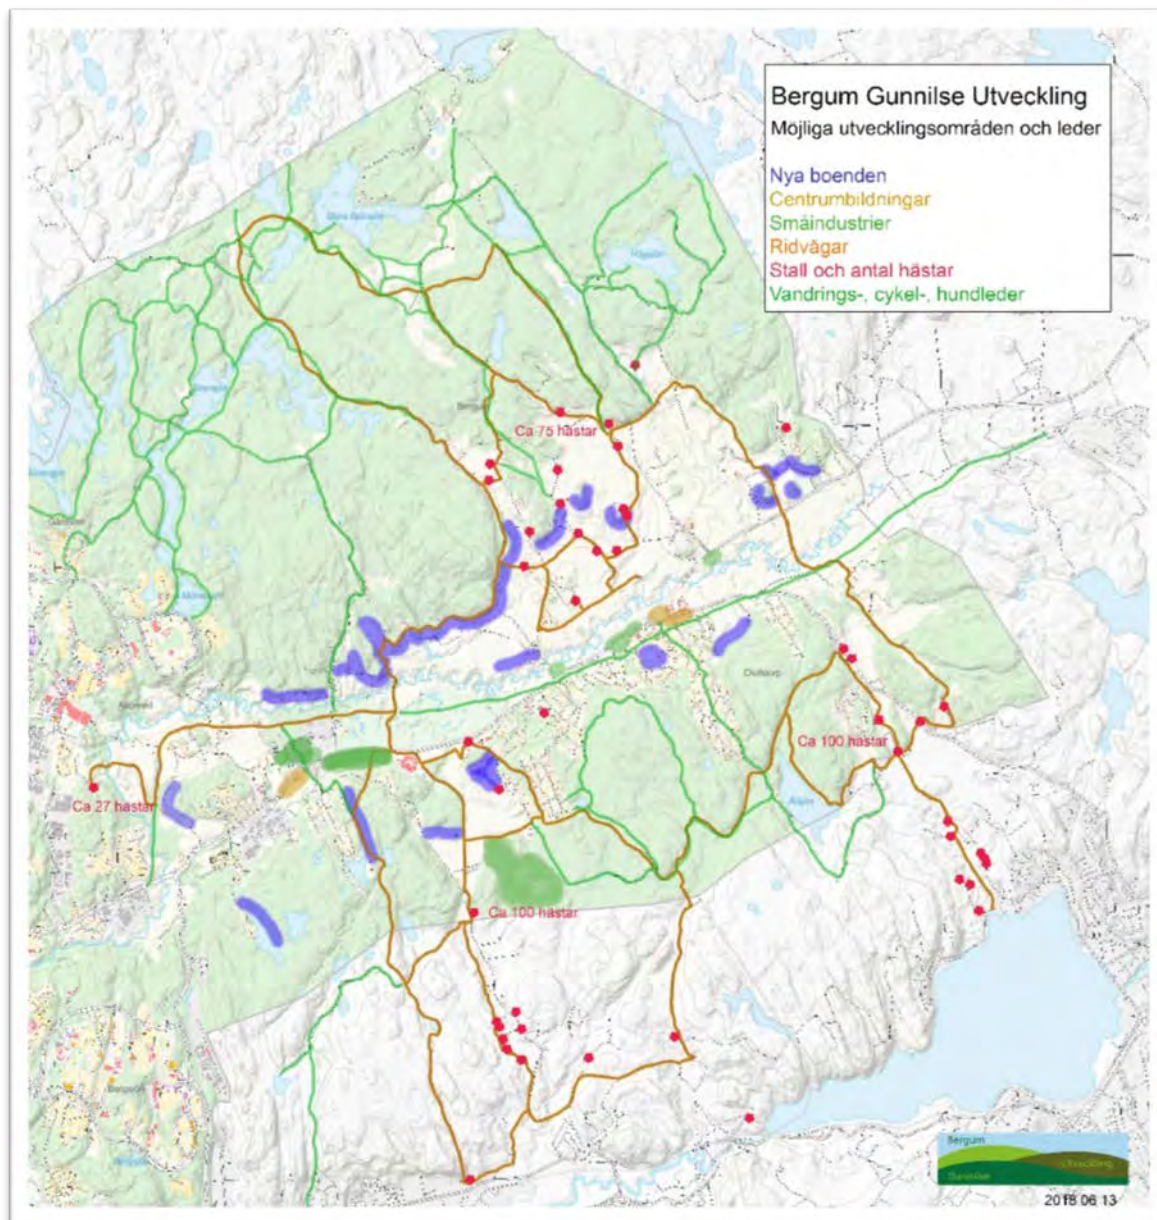 Bergum Gunnilse Utveckling
Möjliga utvecklingsområden och leder
Nya boenden
Centrumbildningar
Småindustrier
Ridvägar
Stall och antal hästar
Vandrings-, cykel-, hundleder
Ca 75 hästar
Olofstorp
Ca 100 hästar
Ca 27 hästar
Ca 100 hästar
Bergum
Utveckling
Gunnilse
2018 06 13